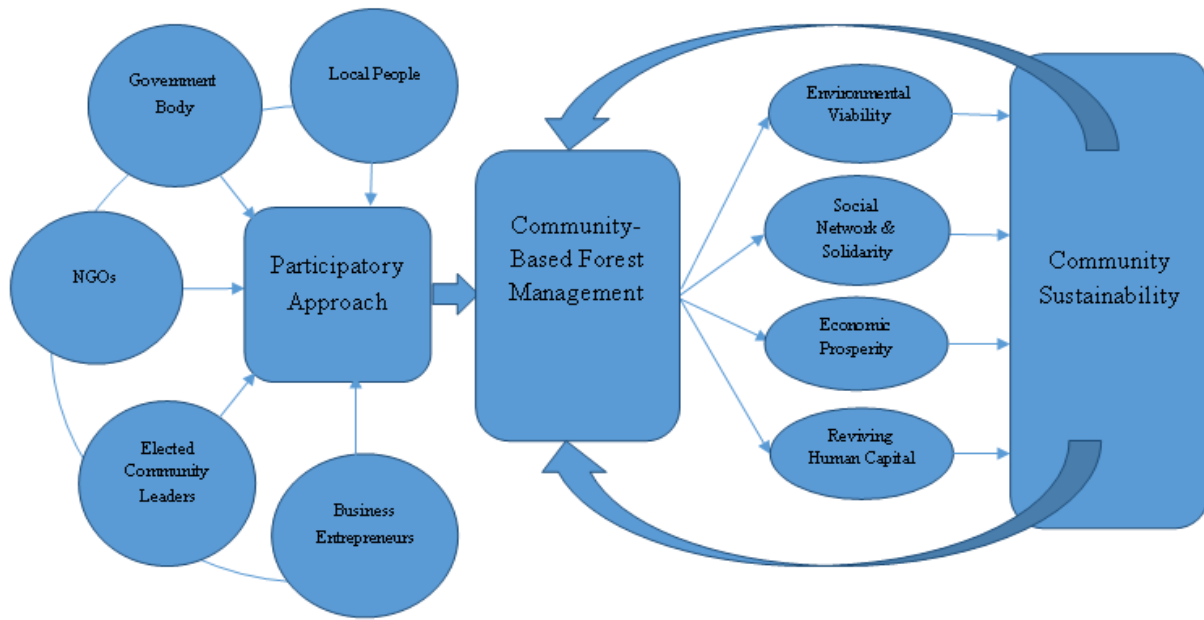 Government
Body
Local People
NGOs
Participatory
Approach
Elected
Community
Leaders
Business
Entrepreneurs
Community-
Based Forest
Management
Environmental
Viability
Social
Network &
Solidarity
Economic
Prosperity
Reviving
Human Capital
Community
Sustainability